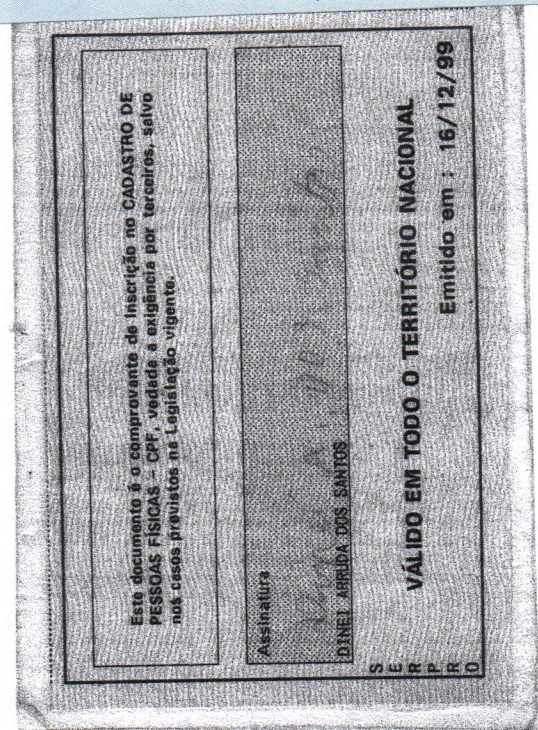 Este documento é o comprovante de inscrição no CADASTRO DE
PESSOAS FÍSICAS - CPF, vedada a exigência por terceiros, salvo
nos casos previstos na Legislação vigente.
Assinatura
DINEI ARRUDA DOS SANTOS
SERPRO
VÁLIDO EM TODO O TERRITÓRIO NACIONAL
Emitido em : 16/12/99